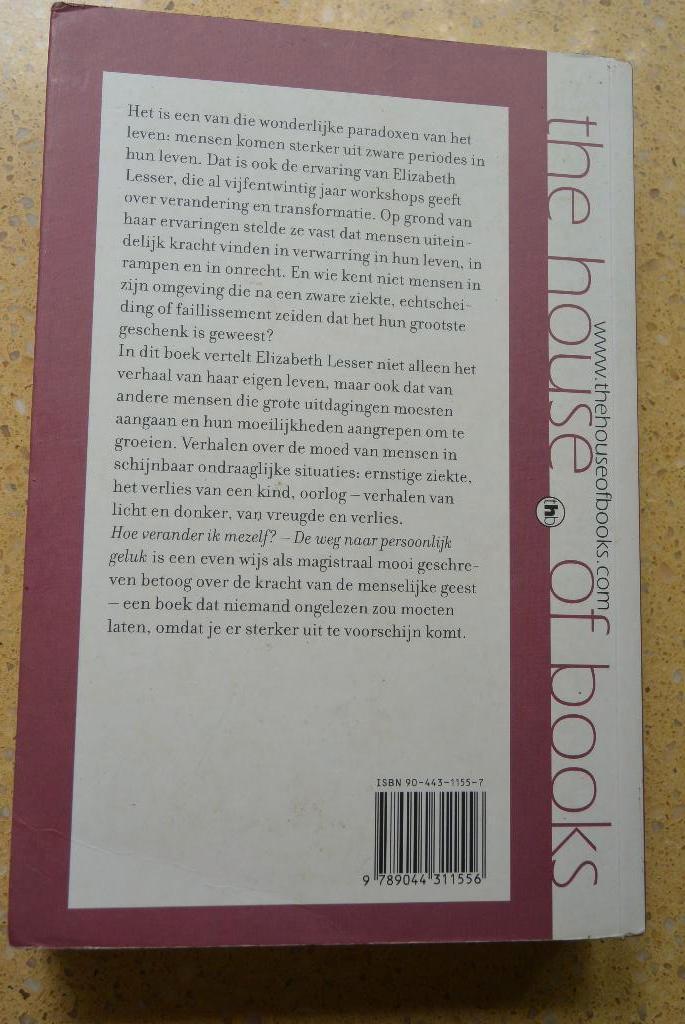 Het is een van die wonderlijke paradoxen van het
leven: mensen komen sterker uit zware periodes in
hun leven. Dat is ook de ervaring van Elizabeth
Lesser, die al vijfentwintig jaar workshops geeft
over verandering en transformatie. Op grond van
haar ervaringen stelde ze vast dat mensen uitein-
delijk kracht vinden in verwarring in hun leven, in
rampen en in onrecht. En wie kent niet mensen in
zijn omgeving die na een zware ziekte, echtschei-
ding of faillissement zeiden dat het hun grootste
geschenk is geweest?
In dit boek vertelt Elizabeth Lesser niet alleen het
verhaal van haar eigen leven, maar ook dat van
andere mensen die grote uitdagingen moesten
aangaan en hun moeilijkheden aangrepen om te
groeien. Verhalen over de moed van mensen in
schijnbaar ondraaglijke situaties: ernstige ziekte,
het verlies van een kind, oorlog – verhalen van
licht en donker, van vreugde en verlies.
Hoe verander ik mezelf? – De weg naar persoonlijk
geluk is een even wijs als magistraal mooi geschre-
ven betoog over de kracht van de menselijke geest
– een boek dat niemand ongelezen zou moeten
laten, omdat je er sterker uit te voorschijn komt.
ISBN 90-443-1155-7
9 789044 311556
the house of books
thb
www.thehouseofbooks.com